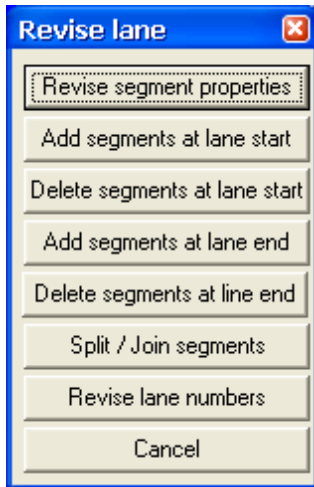 Revise lane
Revise segment properties
Add segments at lane start
Delete segments at lane start
Add segments at lane end
Delete segments at line end
Split / Join segments
Revise lane numbers
Cancel